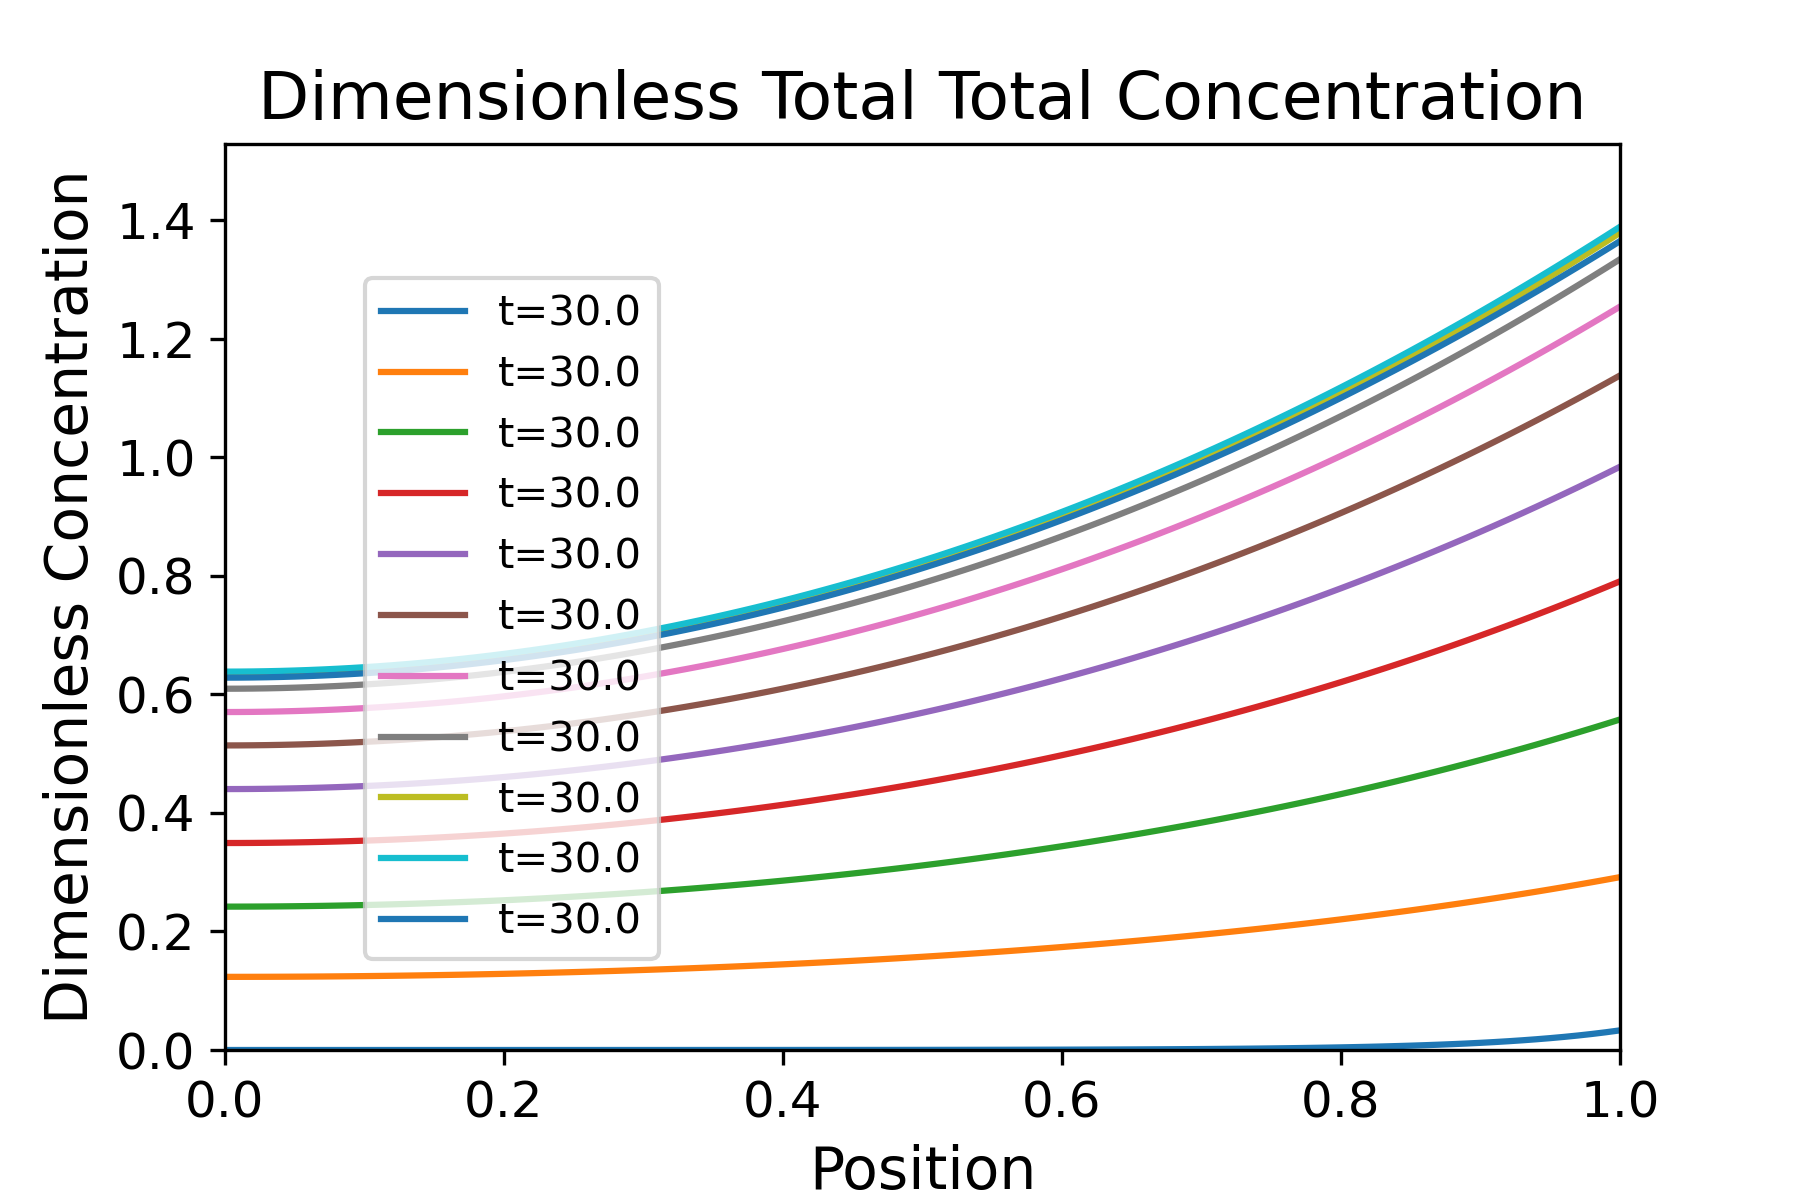 Dimensionless Total Total Concentration
Dimensionless Concentration
1.4
1.2
1.0
0.8
0.6
0.4
0.2
0.0
t=30.0
t=30.0
t=30.0
t=30.0
t=30.0
t=30.0
t=30.0
t=30.0
t=30.0
t=30.0
t=30.0
0.0 0.2 0.4 0.6 0.8 1.0
Position